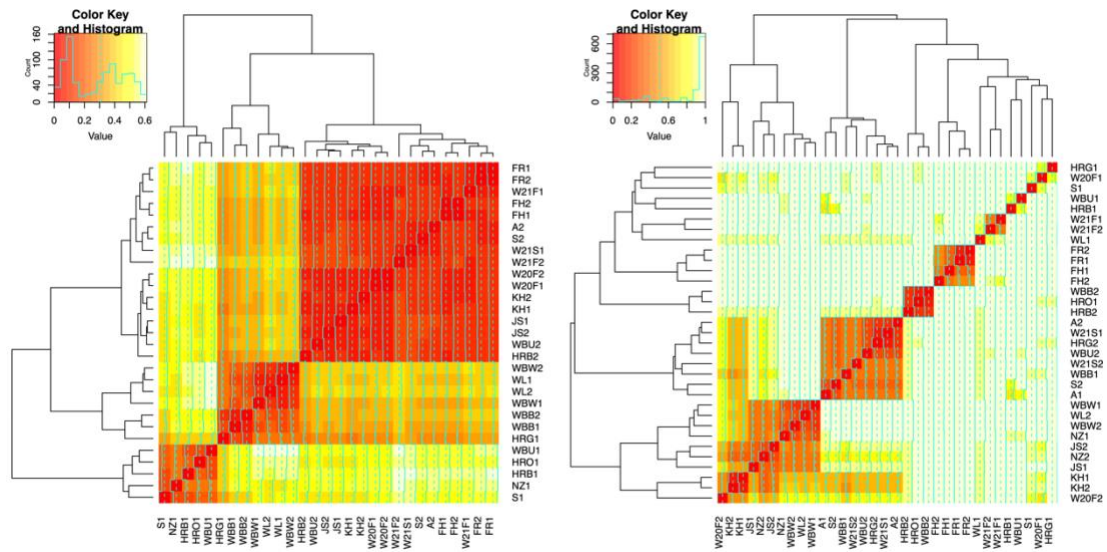 Color Key
and Histogram
Count
0 40 100 160
0 0.2 0.4 0.6
Value
FR1
FR2
W21F1
FH2
FH1
A2
S2
W21S1
W21F2
W20F2
W20F1
KH2
KH1
JS1
JS2
WBU2
HRB2
WBW2
WL1
WL2
WBW1
WBB2
WBB1
HRG1
WBU1
HRO1
HRB1
NZ1
S1
S1 NZ1 HRB1 HRO1 WBU1 HRG1 WBB1 WBB2 WBW1 WL2 WL1 WBW2 HRB2 WBU2 JS2 JS1 KH1 KH2 W20F1 W20F2 W21F2 W21S1 S2 A2 FH1 FH2 W21F1 FR2 FR1
Color Key
and Histogram
Count
0 300 600
0 0.2 0.6 1
Value
HRG1
W20F1
S1
WBU1
HRB1
W21F1
W21F2
WL1
FR2
FR1
FH1
FH2
WBB2
HRO1
HRB2
A2
W21S1
HRG2
WBU2
W21S2
WBB1
S2
A1
WBW1
WL2
WBW2
NZ1
JS2
NZ2
JS1
KH1
KH2
W20F2
W20F2 KH2 KH1 JS1 NZ2 JS2 NZ1 WBW2 WL2 WBW1 A1 S2 WBB1 W21S2 WBU2 HRG2 W21S1 A2 HRB2 HRO1 WBB2 FH2 FH1 FR1 FR2 WL1 W21F2 W21F1 HRB1 WBU1 S1 W20F1 HRG1